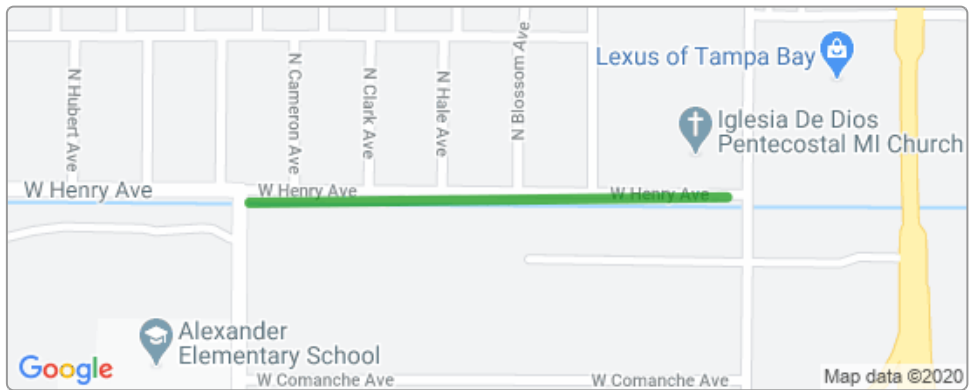 Lexus of Tampa Bay
N Hubert Ave
N Cameron Ave
N Clark Ave
N Hale Ave
N Blossom Ave
Iglesia De Dios
Pentecostal MI Church
W Henry Ave
W Henry Ave
W Henry Ave
Alexander
Elementary School
Google
W Comanche Ave
W Comanche Ave
Map data ©2020